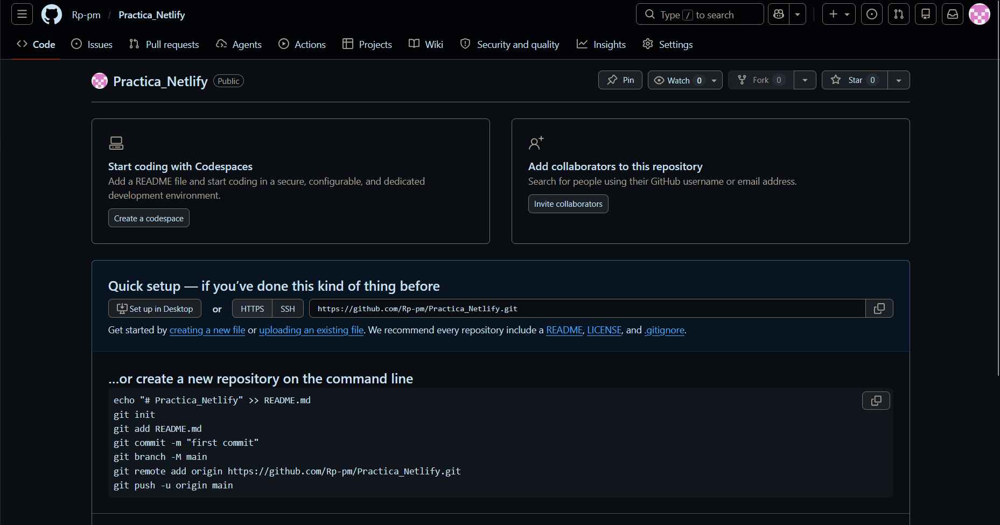 Rp-pm / Practica_Netlify
Type / to search
Code Issues Pull requests Agents Actions Projects Wiki Security and quality Insights Settings
Practica_Netlify Public
Pin Watch 0 Fork 0 Star 0
Start coding with Codespaces
Add a README file and start coding in a secure, configurable, and dedicated
development environment.
Create a codespace
Add collaborators to this repository
Search for people using their GitHub username or email address.
Invite collaborators
Quick setup — if you’ve done this kind of thing before
Set up in Desktop or HTTPS SSH https://github.com/Rp-pm/Practica_Netlify.git
Get started by creating a new file or uploading an existing file. We recommend every repository include a README, LICENSE, and .gitignore.
…or create a new repository on the command line
echo "# Practica_Netlify" >> README.md
git init
git add README.md
git commit -m "first commit"
git branch -M main
git remote add origin https://github.com/Rp-pm/Practica_Netlify.git
git push -u origin main